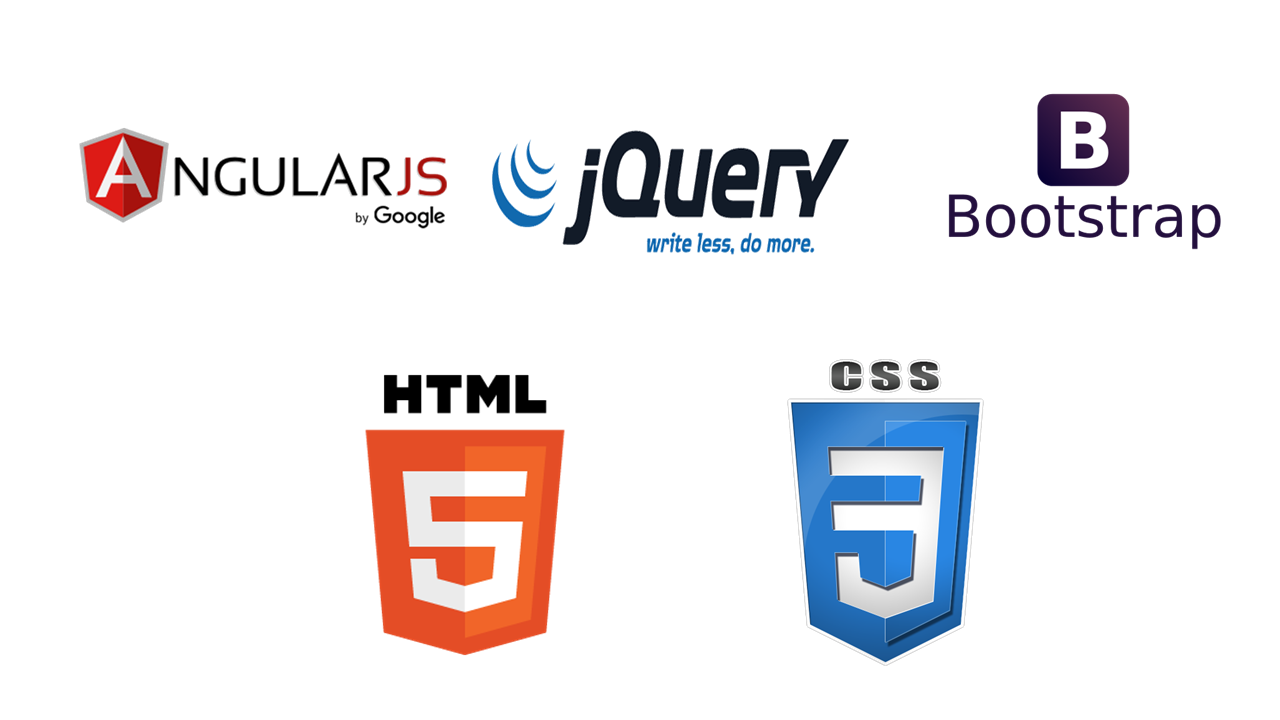 ANGULARJS
by Google
jQuery
write less, do more.
B
Bootstrap
HTML
5
CSS
3